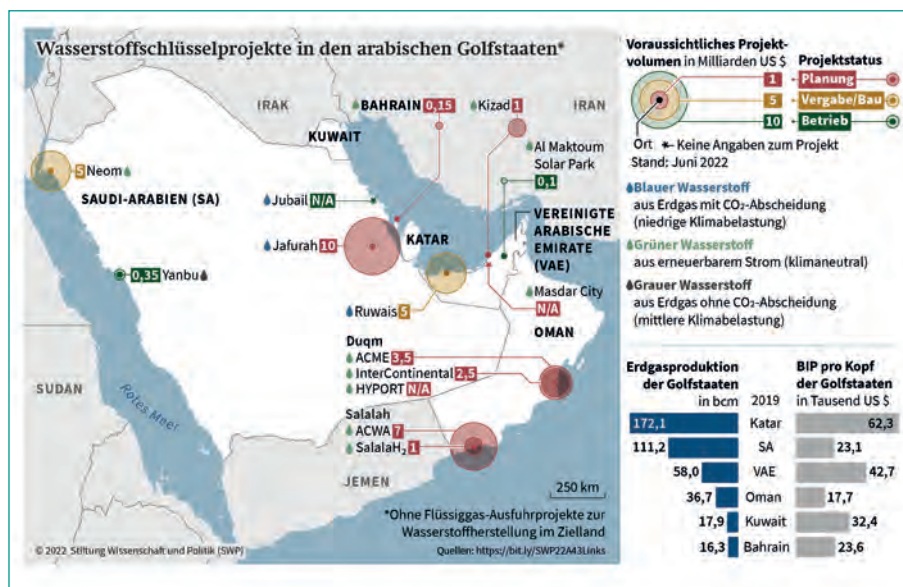 Wasserstoffschlüsselprojekte in den arabischen Golfstaaten*
IRAK
BAHRAIN 0,15
Kizad 1
IRAN
KUWAIT
Al Maktoum
Solar Park
0,1
5 Neom
SAUDI-ARABIEN (SA)
Jubail N/A
KATAR
VEREINIGTE
ARABISCHE
EMIRATE
(VAE)
Jafurah 10
0,35 Yanbu
Masdar City
N/A
Ruwais 5
OMAN
Duqm
ACME 3,5
InterContinental 2,5
HYPORT N/A
SUDAN
Rotes Meer
Salalah
ACWA 7
SalalaH₂ 1
JEMEN
250 km
*Ohne Flüssiggas-Ausfuhrprojekte zur
Wasserstoffherstellung im Zielland
© 2022 Stiftung Wissenschaft und Politik (SWP)
Quellen: https://bit.ly/SWP22A43Links
Voraussichtliches Projekt-
volumen in Milliarden US $
Projektstatus
1 Planung
5 Vergabe/Bau
10 Betrieb
Ort *– Keine Angaben zum Projekt
Stand: Juni 2022
Blauer Wasserstoff
aus Erdgas mit CO₂-Abscheidung
(niedrige Klimabelastung)
Grüner Wasserstoff
aus erneuerbarem Strom (klimaneutral)
Grauer Wasserstoff
aus Erdgas ohne CO₂-Abscheidung
(mittlere Klimabelastung)
Erdgasproduktion
der Golfstaaten
in bcm
2019
BIP pro Kopf
der Golfstaaten
in Tausend US $
172,1 Katar 62,3
111,2 SA 23,1
58,0 VAE 42,7
36,7 Oman 17,7
17,9 Kuwait 32,4
16,3 Bahrain 23,6